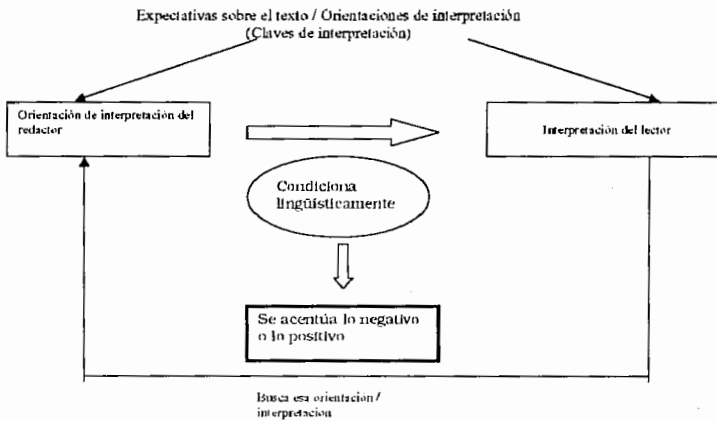 Expectativas sobre el texto / Orientaciones de interpretación
(Claves de interpretación)
Orientación de interpretación del
redactor
Interpretación del lector
Condiciona
lingüísticamente
Se acentúa lo negativo
o lo positivo
Busca esa orientación /
interpretación